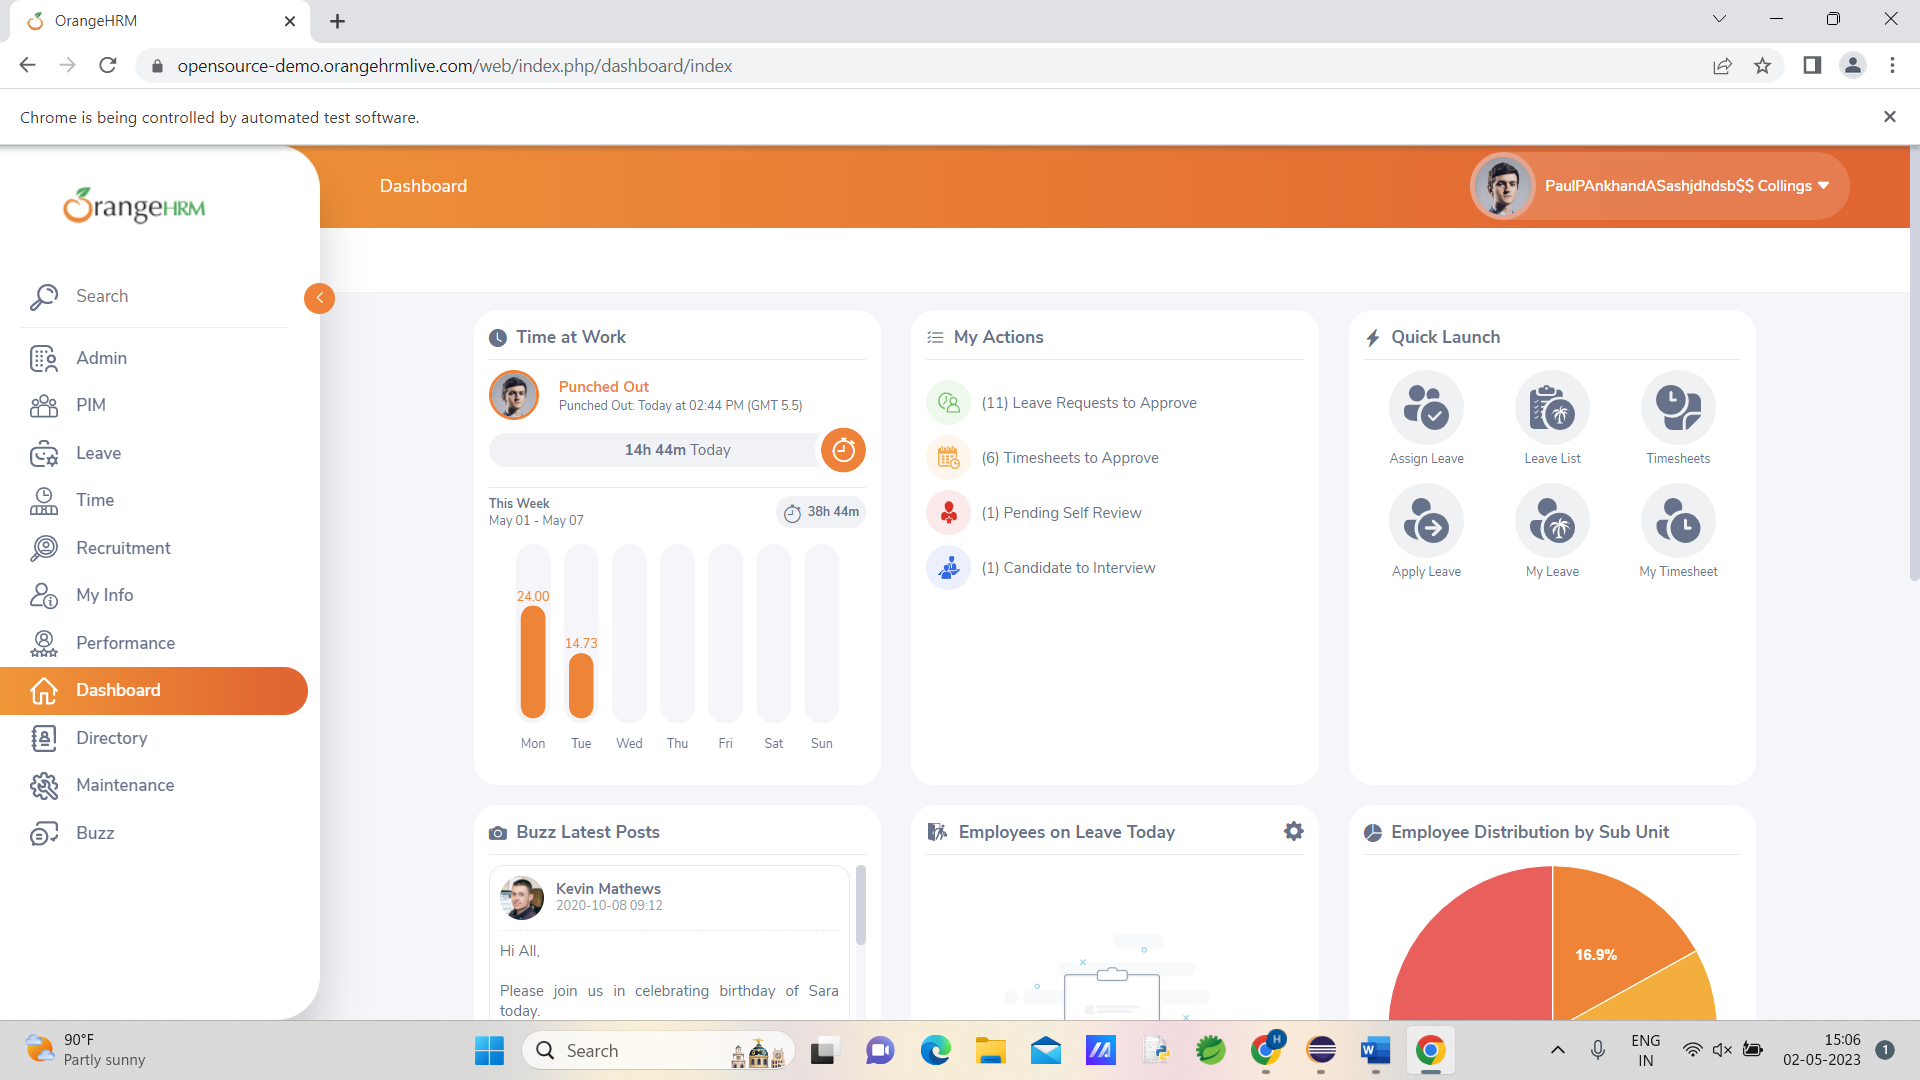 OrangeHRM
opensource-demo.orangehrmlive.com/web/index.php/dashboard/index
Chrome is being controlled by automated test software.
OrangeHRM
Dashboard
PaulPAnkhandASashjdhdsb$$ Collings
Search
Admin
PIM
Leave
Time
Recruitment
My Info
Performance
Dashboard
Directory
Maintenance
Buzz
Time at Work
Punched Out
Punched Out: Today at 02:44 PM (GMT 5.5)
14h 44m Today
This Week
May 01 - May 07
38h 44m
24.00
14.73
Mon Tue Wed Thu Fri Sat Sun
My Actions
(11) Leave Requests to Approve
(6) Timesheets to Approve
(1) Pending Self Review
(1) Candidate to Interview
Quick Launch
Assign Leave Leave List Timesheets
Apply Leave My Leave My Timesheet
Buzz Latest Posts
Kevin Mathews
2020-10-08 09:12
Hi All,
Please join us in celebrating birthday of Sara
today.
Employees on Leave Today
Employee Distribution by Sub Unit
16.9%
90°F
Partly sunny
Search
H
W
ENG
IN
15:06
02-05-2023
1